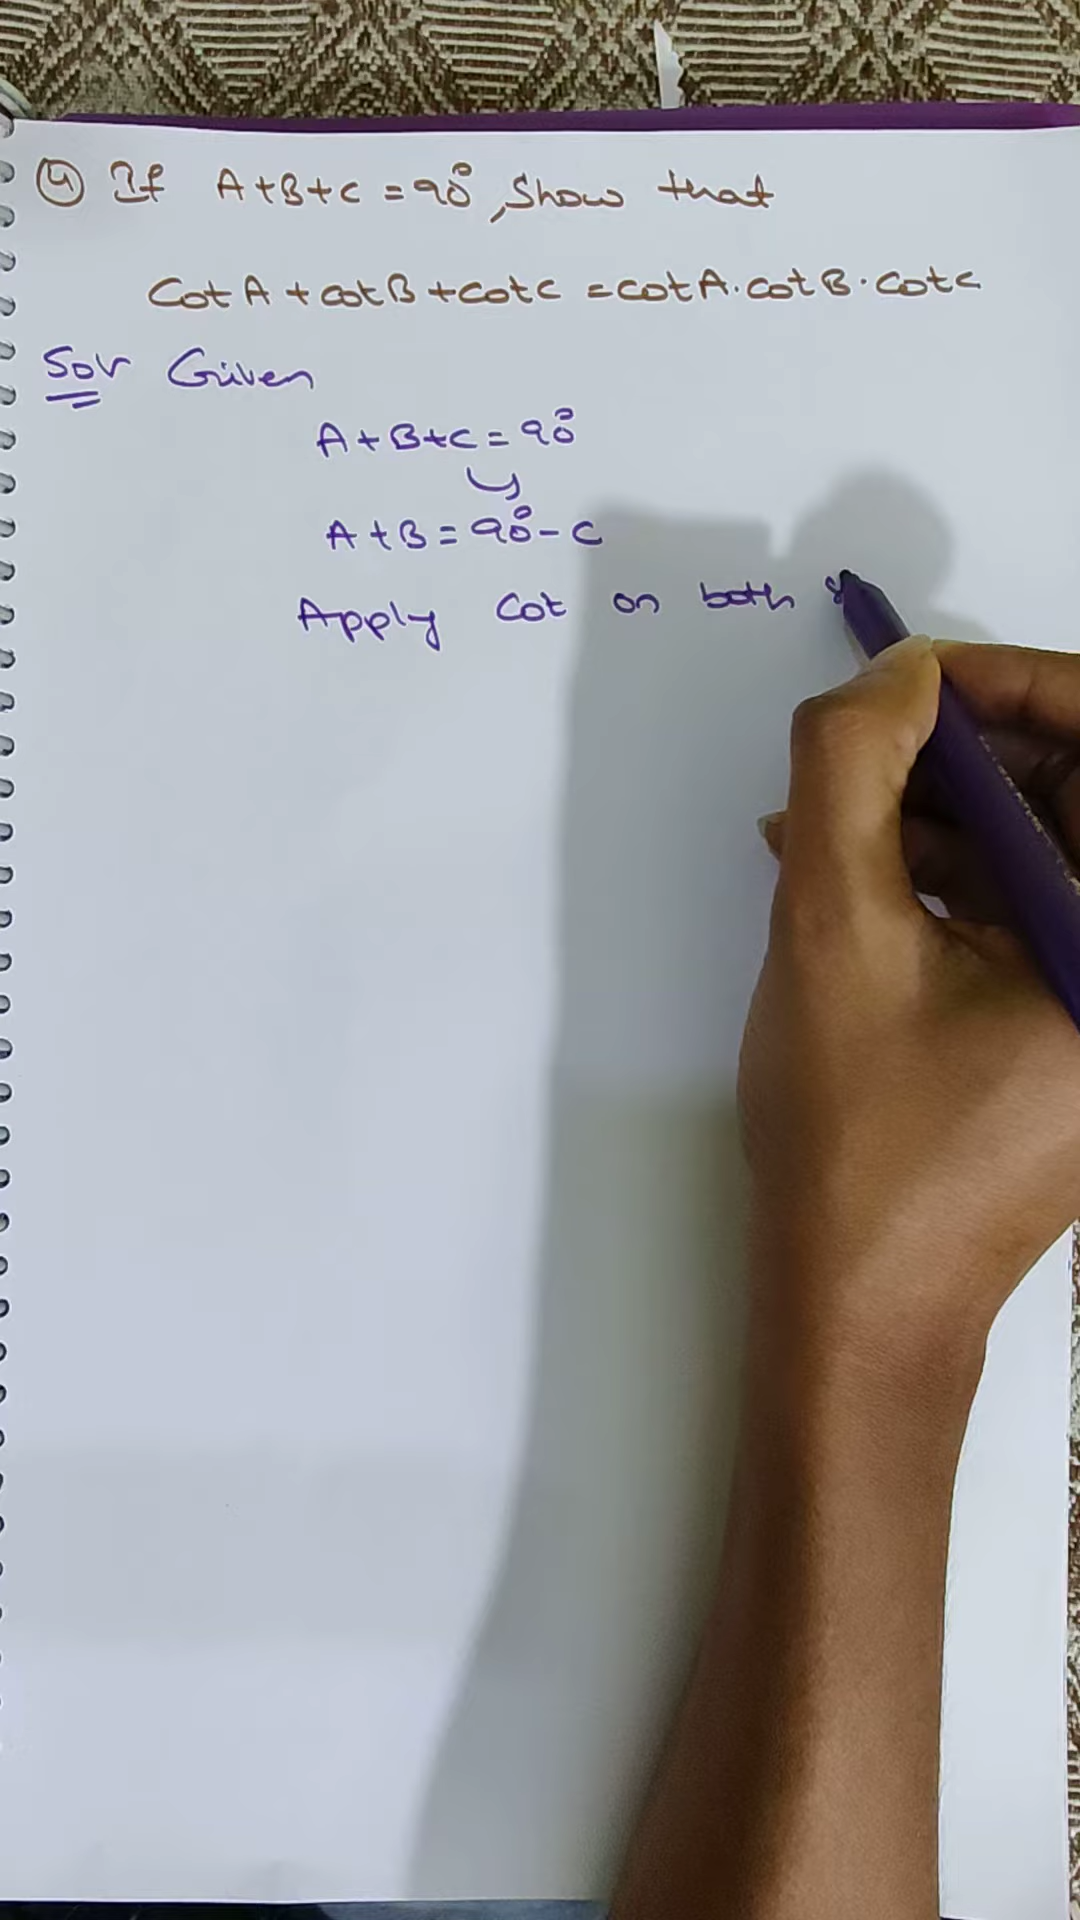 ④ If A+B+C = 90°, Show that
Cot A + cot B + cot C = cot A . cot B . cot C
Sol Given
A + B + C = 90°
A + B = 90° - C
Apply Cot on both